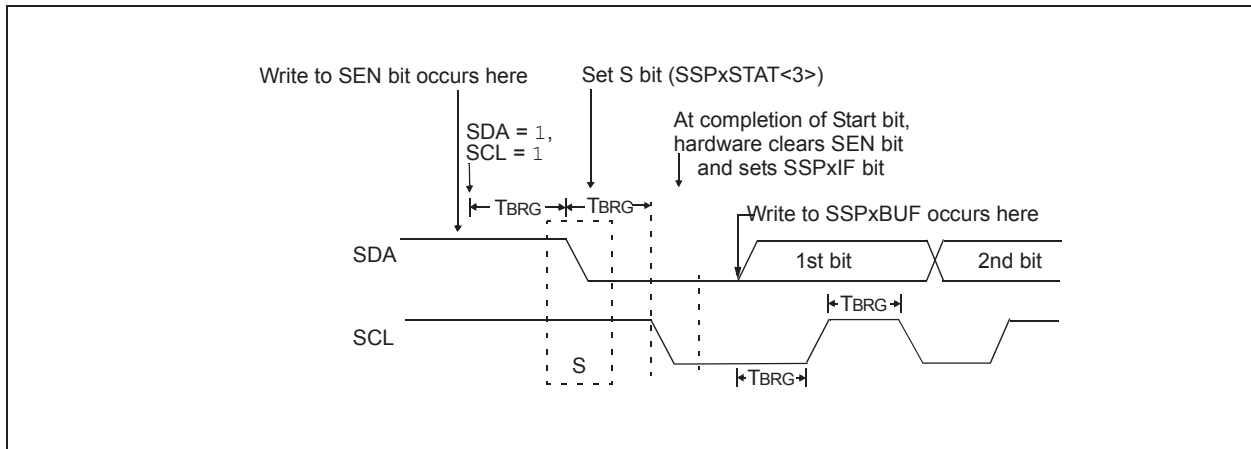 Write to SEN bit occurs here
Set S bit (SSPxSTAT<3>)
SDA = 1,
SCL = 1
At completion of Start bit,
hardware clears SEN bit
and sets SSPxIF bit
TBRG
TBRG
Write to SSPxBUF occurs here
SDA
1st bit
2nd bit
TBRG
SCL
S
TBRG